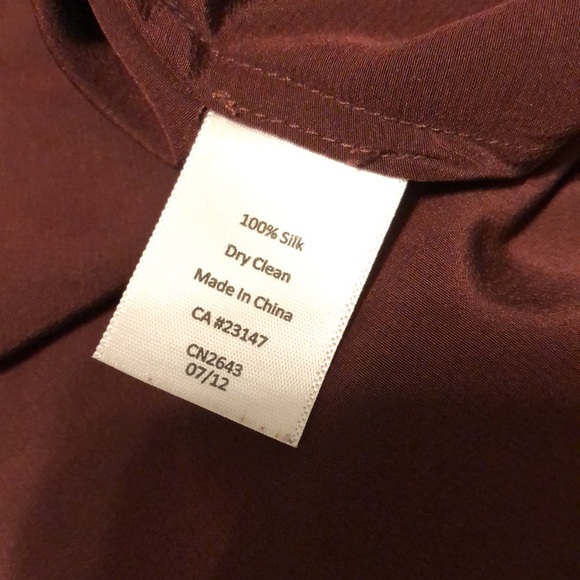 100% Silk
Dry Clean
Made In China
CA #23147
CN2643
07/12